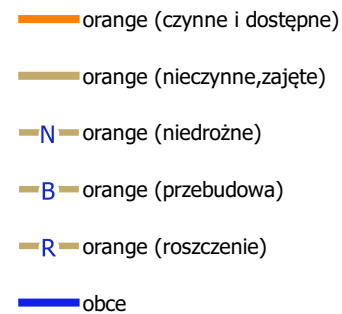 orange (czynne i dostępne)
orange (nieczynne,zajęte)
N orange (niedrożne)
B orange (przebudowa)
R orange (roszczenie)
obce